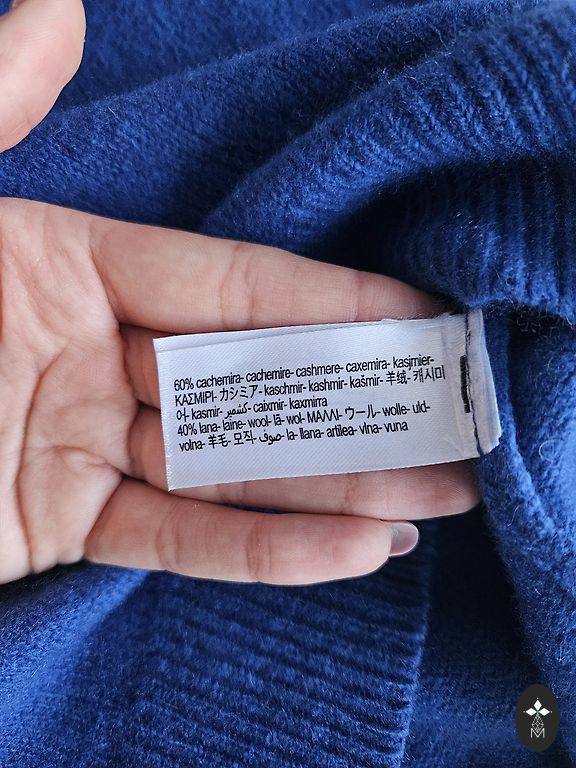 60% cachemira- cachemire- cashmere- caxemira- kasjmier-
ΚΑΣΜΙΡΙ- カシミア- kaschmir- kashmir- kašmír- 羊绒- 캐시미
어- kasmir- كشمير- caixmir- kaxmirra
40% lana- laine- wool- lã- wol- ΜΑΛΛΙ- ウール- wolle- uld-
volna- 羊毛- 모직- صوف- la- llana- artilea- vlna- vuna
M